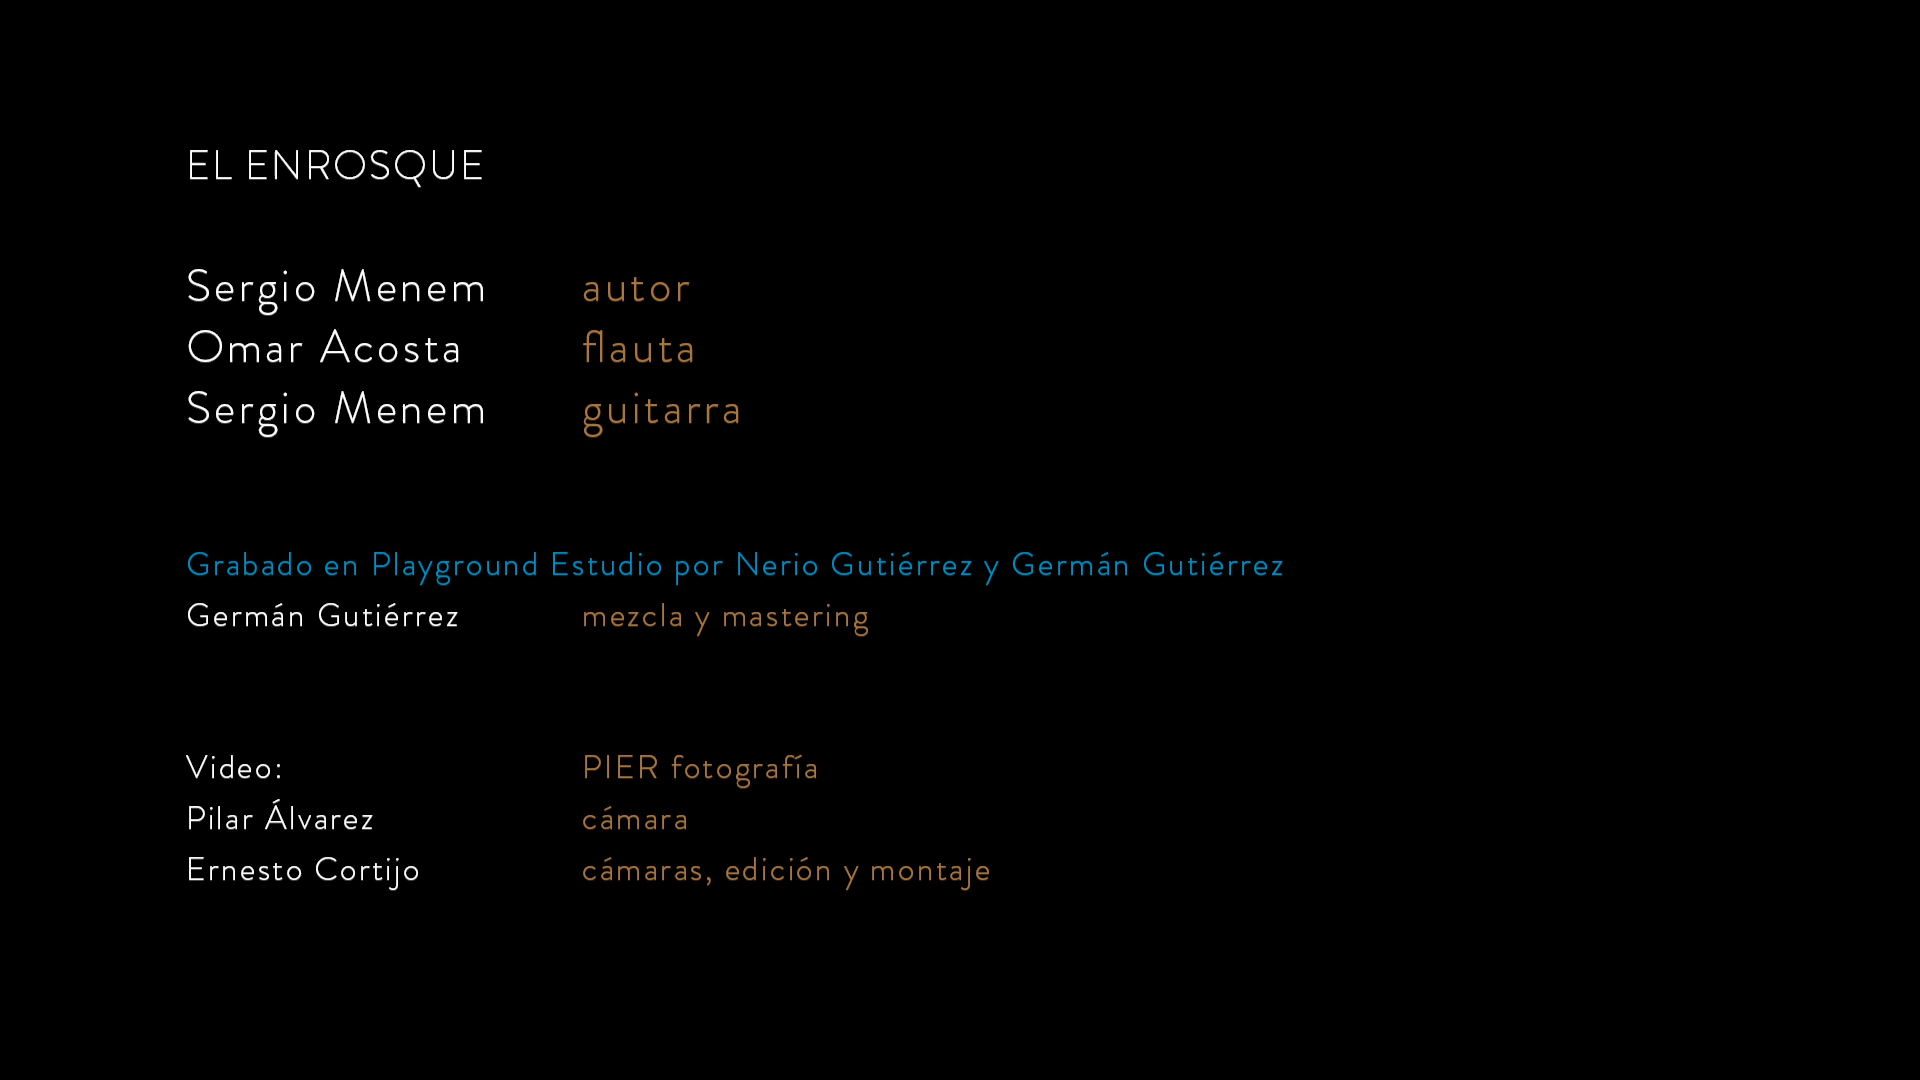 EL ENROSQUE
Sergio Menem autor
Omar Acosta flauta
Sergio Menem guitarra
Grabado en Playground Estudio por Nerio Gutiérrez y Germán Gutiérrez
Germán Gutiérrez mezcla y mastering
Video: PIER fotografía
Pilar Álvarez cámara
Ernesto Cortijo cámaras, edición y montaje